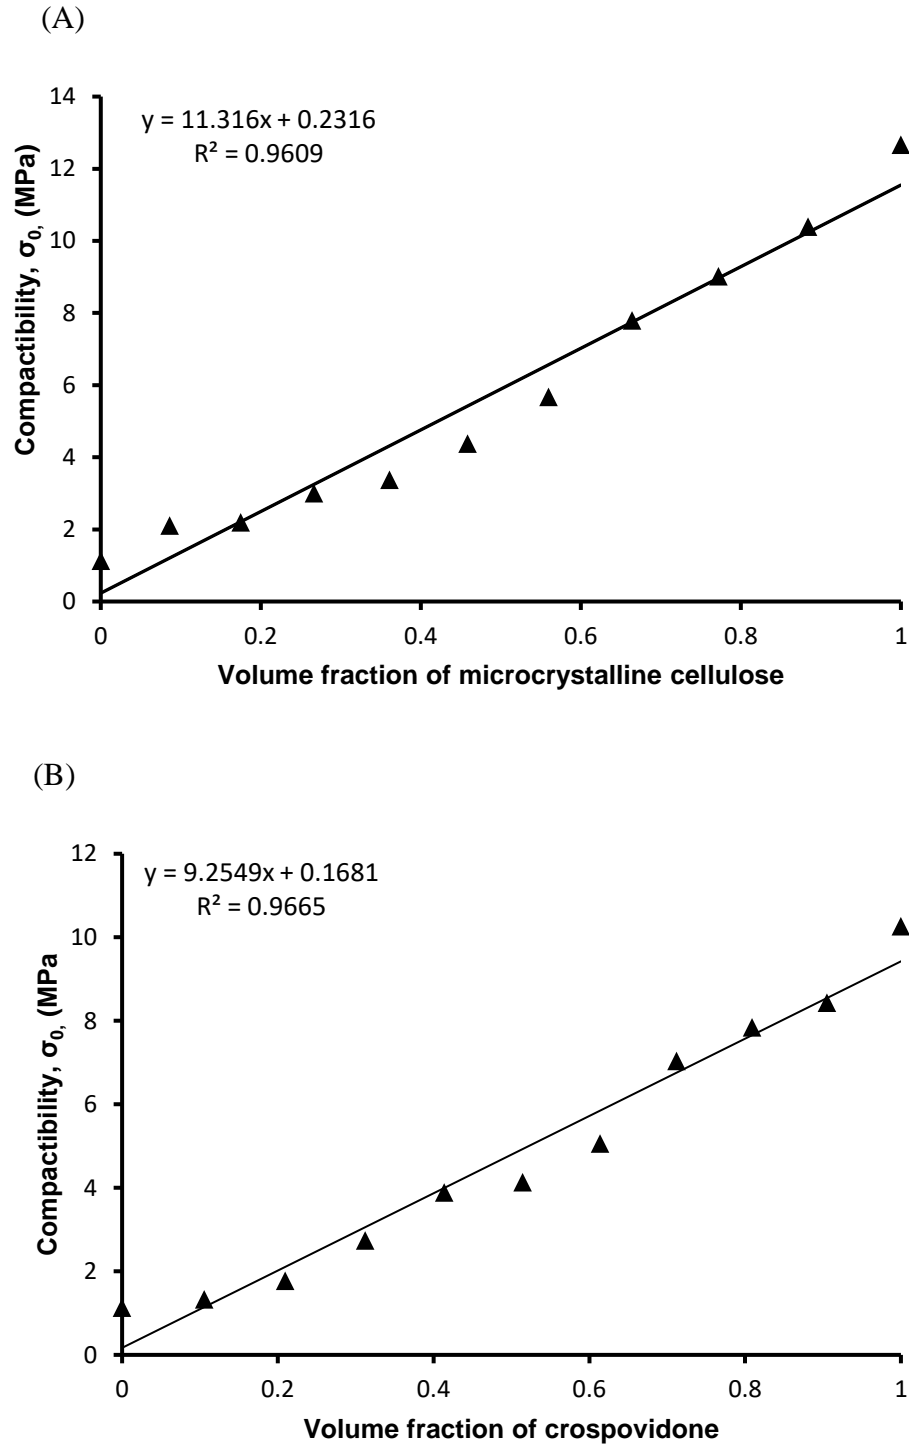 (A)
y = 11.316x + 0.2316
R² = 0.9609
Compactibility, σ₀, (MPa)
14
12
10
8
6
4
2
0
0 0.2 0.4 0.6 0.8 1
Volume fraction of microcrystalline cellulose
(B)
y = 9.2549x + 0.1681
R² = 0.9665
Compactibility, σ₀, (MPa
12
10
8
6
4
2
0
0 0.2 0.4 0.6 0.8 1
Volume fraction of crospovidone